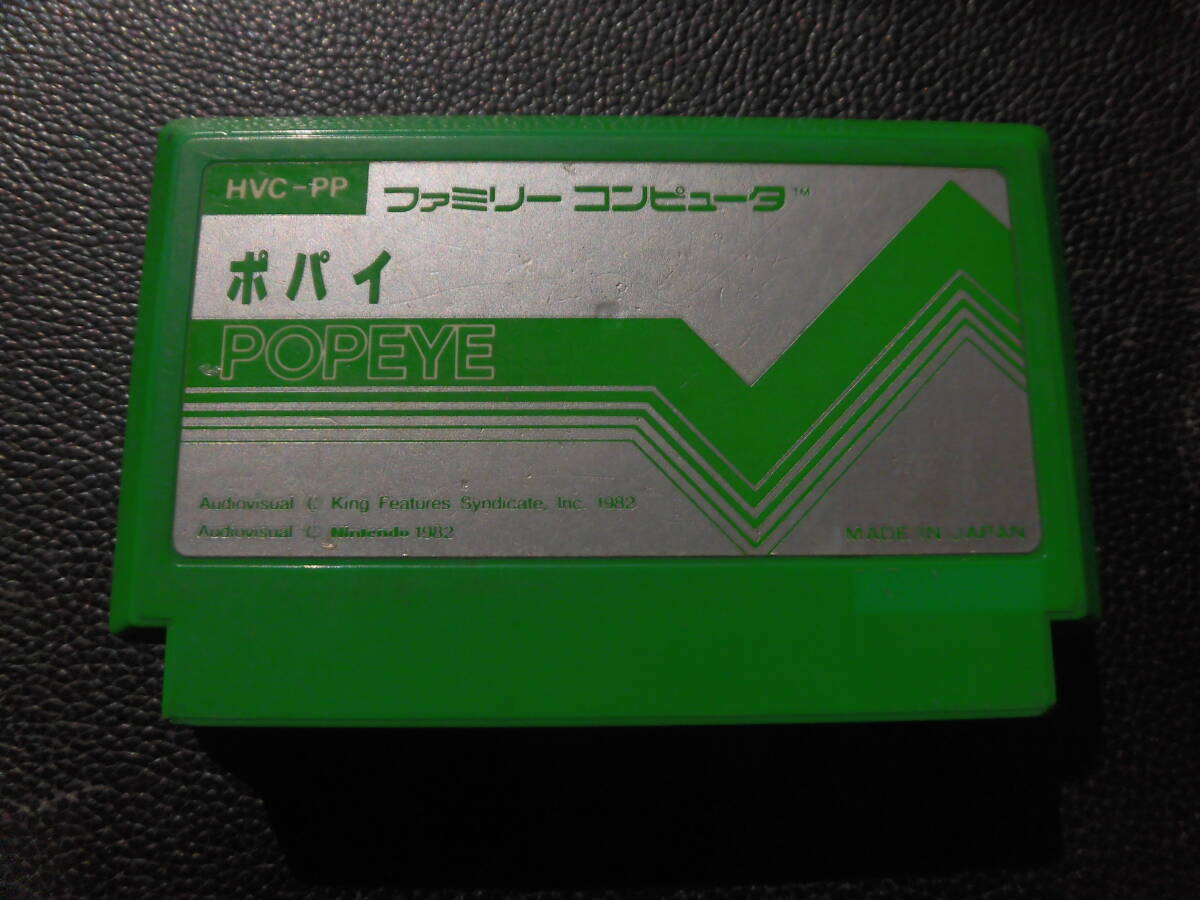 HVC-PP
ファミリー コンピュータ™
ポパイ
POPEYE
Audiovisual © King Features Syndicate, Inc. 1982
Audiovisual © Nintendo 1982
MADE IN JAPAN